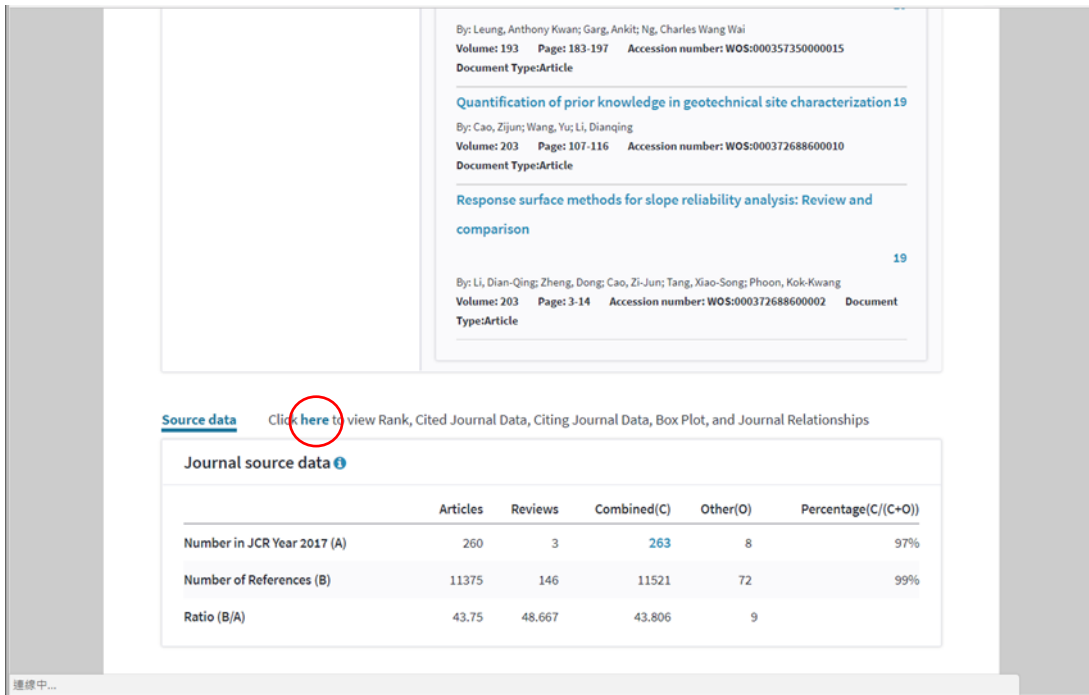 By: Leung, Anthony Kwan; Garg, Ankit; Ng, Charles Wang Wai
Volume: 193 Page: 183-197 Accession number: WOS:000357350000015
Document Type:Article
Quantification of prior knowledge in geotechnical site characterization 19
By: Cao, Zijun; Wang, Yu; Li, Dianqing
Volume: 203 Page: 107-116 Accession number: WOS:000372688600010
Document Type:Article
Response surface methods for slope reliability analysis: Review and
comparison
19
By: Li, Dian-Qing; Zheng, Dong; Cao, Zi-Jun; Tang, Xiao-Song; Phoon, Kok-Kwang
Volume: 203 Page: 3-14 Accession number: WOS:000372688600002 Document
Type:Article
Source data Click here to view Rank, Cited Journal Data, Citing Journal Data, Box Plot, and Journal Relationships
Journal source data
Articles Reviews Combined(C) Other(O) Percentage(C/(C+O))
Number in JCR Year 2017 (A) 260 3 263 8 97%
Number of References (B) 11375 146 11521 72 99%
Ratio (B/A) 43.75 48.667 43.806 9
連線中...